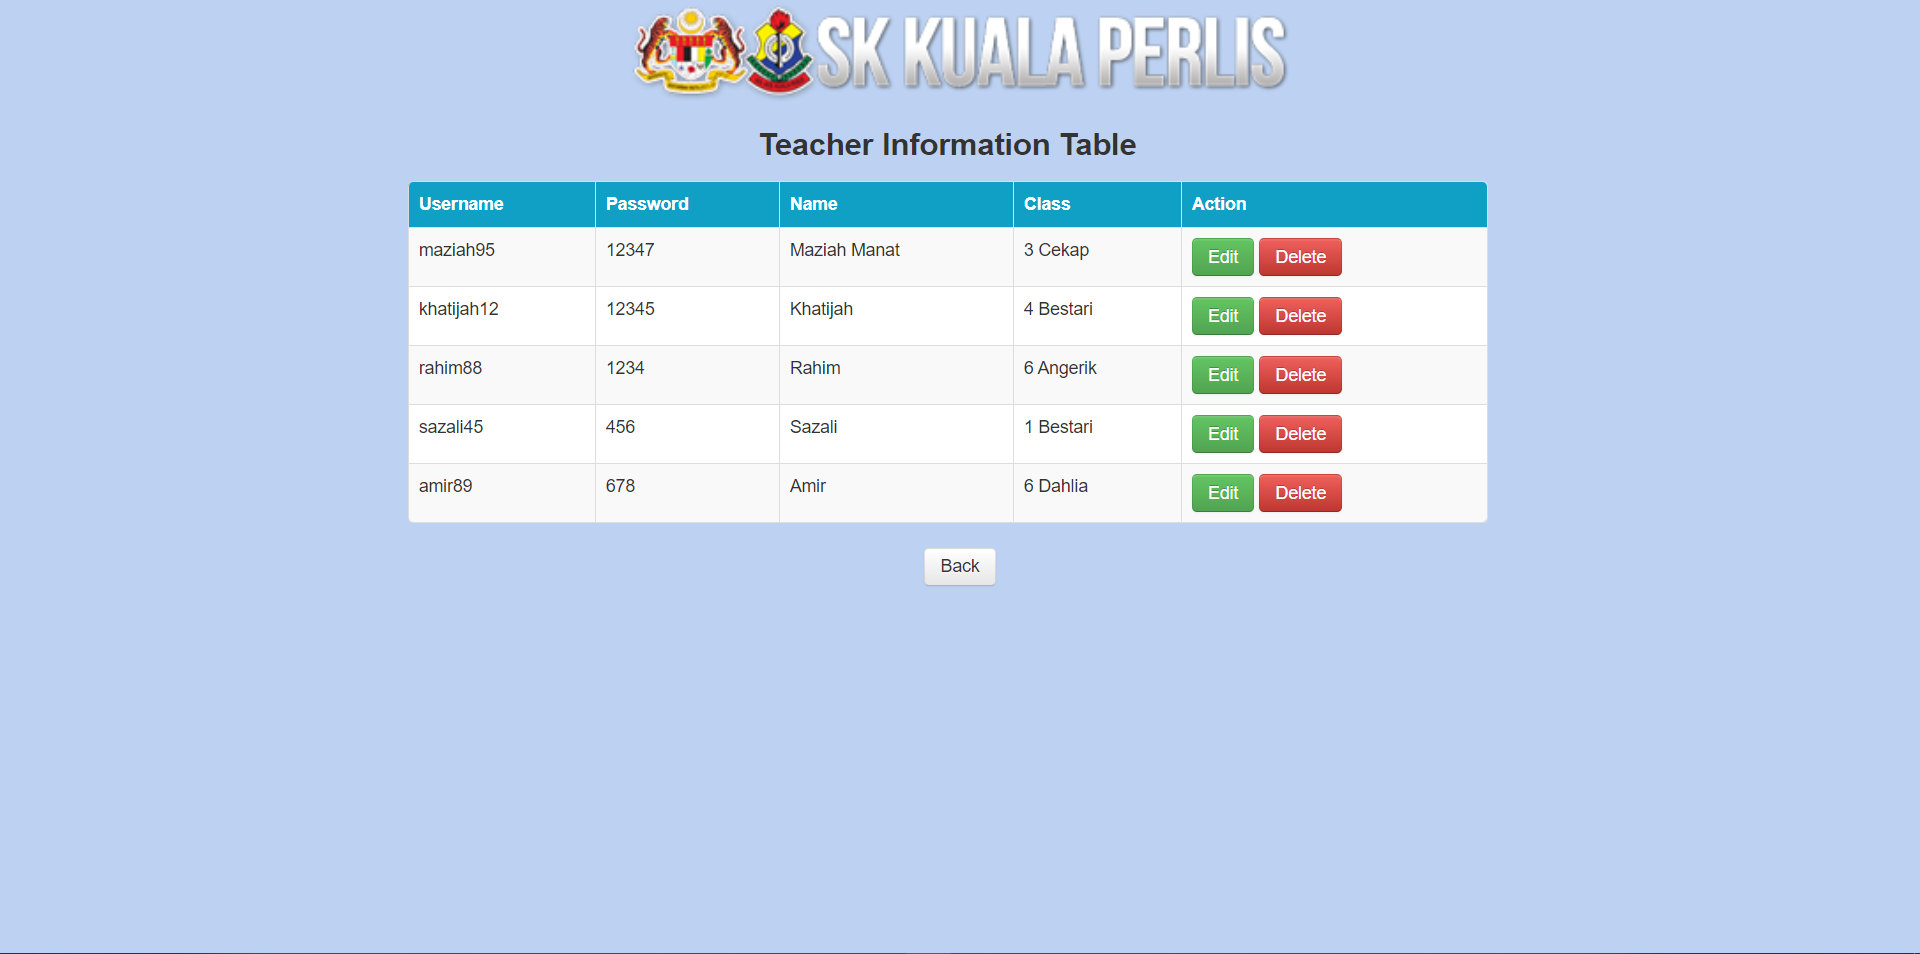 SK KUALA PERLIS
Teacher Information Table
Username Password Name Class Action
maziah95 12347 Maziah Manat 3 Cekap Edit Delete
khatijah12 12345 Khatijah 4 Bestari Edit Delete
rahim88 1234 Rahim 6 Angerik Edit Delete
sazali45 456 Sazali 1 Bestari Edit Delete
amir89 678 Amir 6 Dahlia Edit Delete
Back